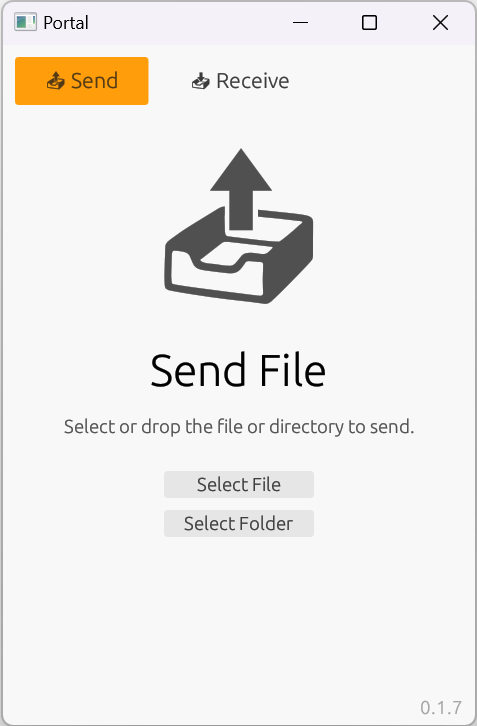 Portal
Send Receive
Send File
Select or drop the file or directory to send.
Select File
Select Folder
0.1.7